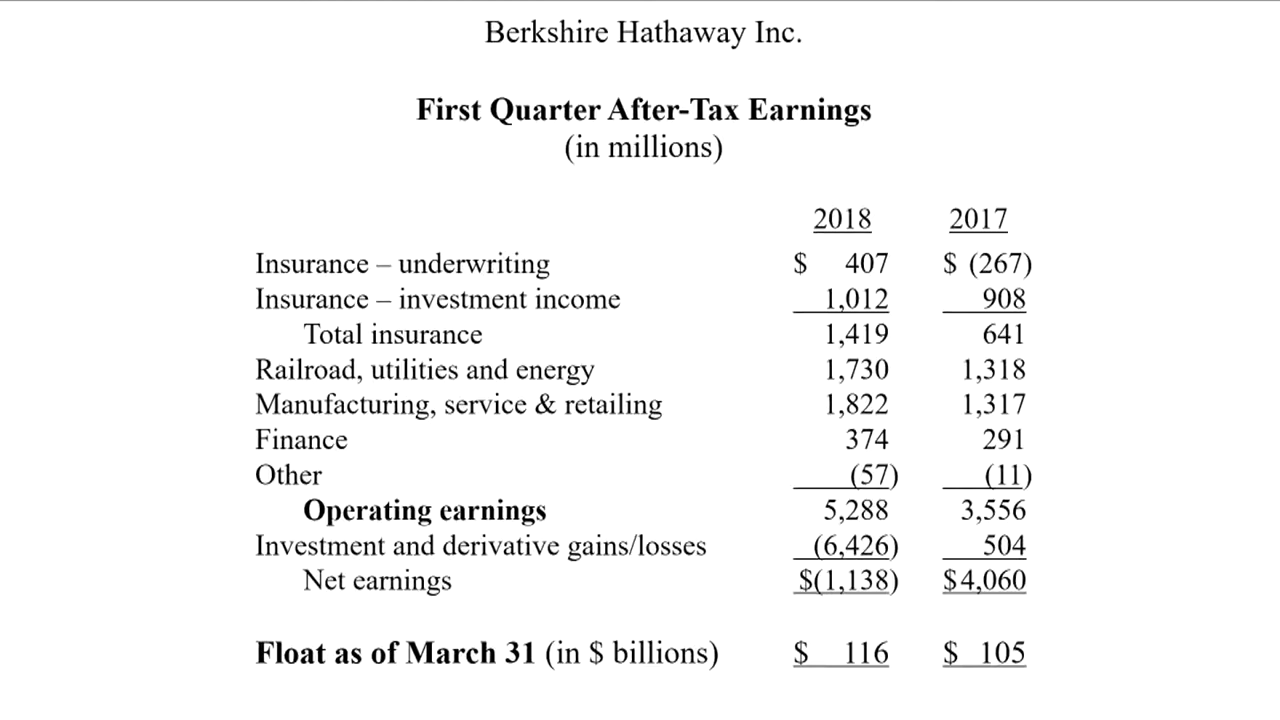 Berkshire Hathaway Inc.
First Quarter After-Tax Earnings
(in millions)
2018 2017
Insurance – underwriting $ 407 $ (267)
Insurance – investment income 1,012 908
Total insurance 1,419 641
Railroad, utilities and energy 1,730 1,318
Manufacturing, service & retailing 1,822 1,317
Finance 374 291
Other (57) (11)
Operating earnings 5,288 3,556
Investment and derivative gains/losses (6,426) 504
Net earnings $(1,138) $4,060
Float as of March 31 (in $ billions) $ 116 $ 105